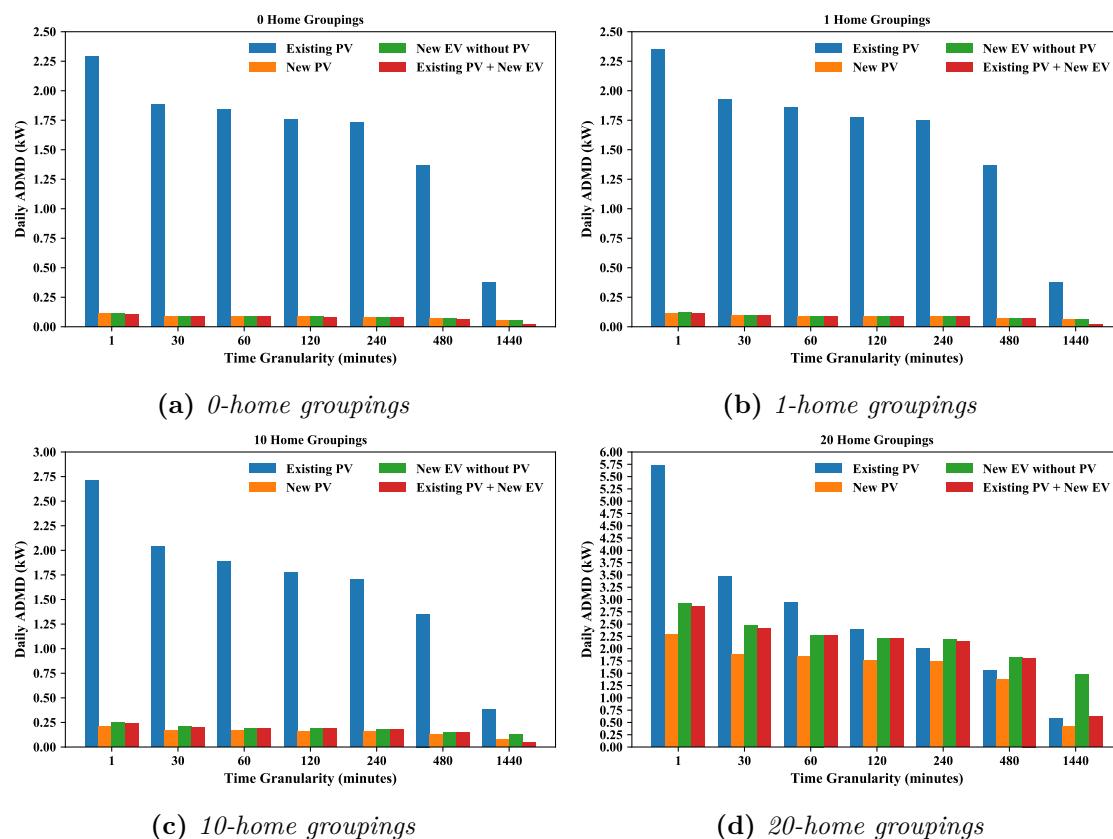 0 Home Groupings
2.50
2.25
2.00
1.75
1.50
1.25
1.00
0.75
0.50
0.25
0.00
Daily ADMD (kW)
Existing PV
New PV
New EV without PV
Existing PV + New EV
1 30 60 120 240 480 1440
Time Granularity (minutes)
(a) 0-home groupings
1 Home Groupings
2.50
2.25
2.00
1.75
1.50
1.25
1.00
0.75
0.50
0.25
0.00
Daily ADMD (kW)
Existing PV
New PV
New EV without PV
Existing PV + New EV
1 30 60 120 240 480 1440
Time Granularity (minutes)
(b) 1-home groupings
10 Home Groupings
3.00
2.75
2.50
2.25
2.00
1.75
1.50
1.25
1.00
0.75
0.50
0.25
0.00
Daily ADMD (kW)
Existing PV
New PV
New EV without PV
Existing PV + New EV
1 30 60 120 240 480 1440
Time Granularity (minutes)
(c) 10-home groupings
20 Home Groupings
6.00
5.75
5.50
5.25
5.00
4.75
4.50
4.25
4.00
3.75
3.50
3.25
3.00
2.75
2.50
2.25
2.00
1.75
1.50
1.25
1.00
0.75
0.50
0.25
0.00
Daily ADMD (kW)
Existing PV
New PV
New EV without PV
Existing PV + New EV
1 30 60 120 240 480 1440
Time Granularity (minutes)
(d) 20-home groupings